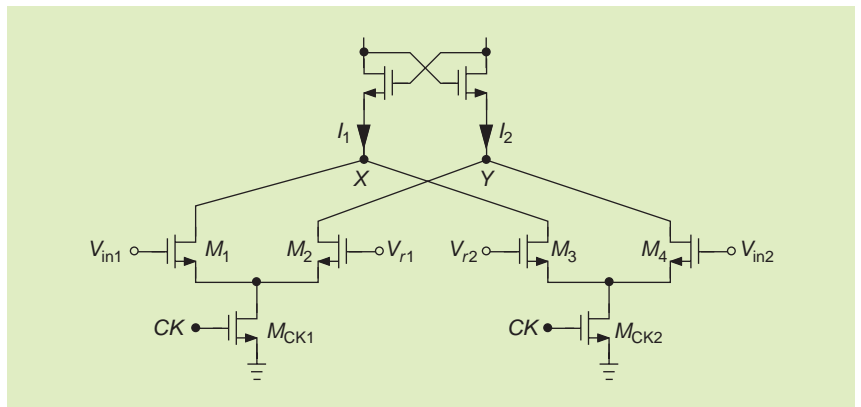 I1 I2
X Y
Vin1 M1 M2 Vr1 Vr2 M3 M4 Vin2
CK MCK1 CK MCK2